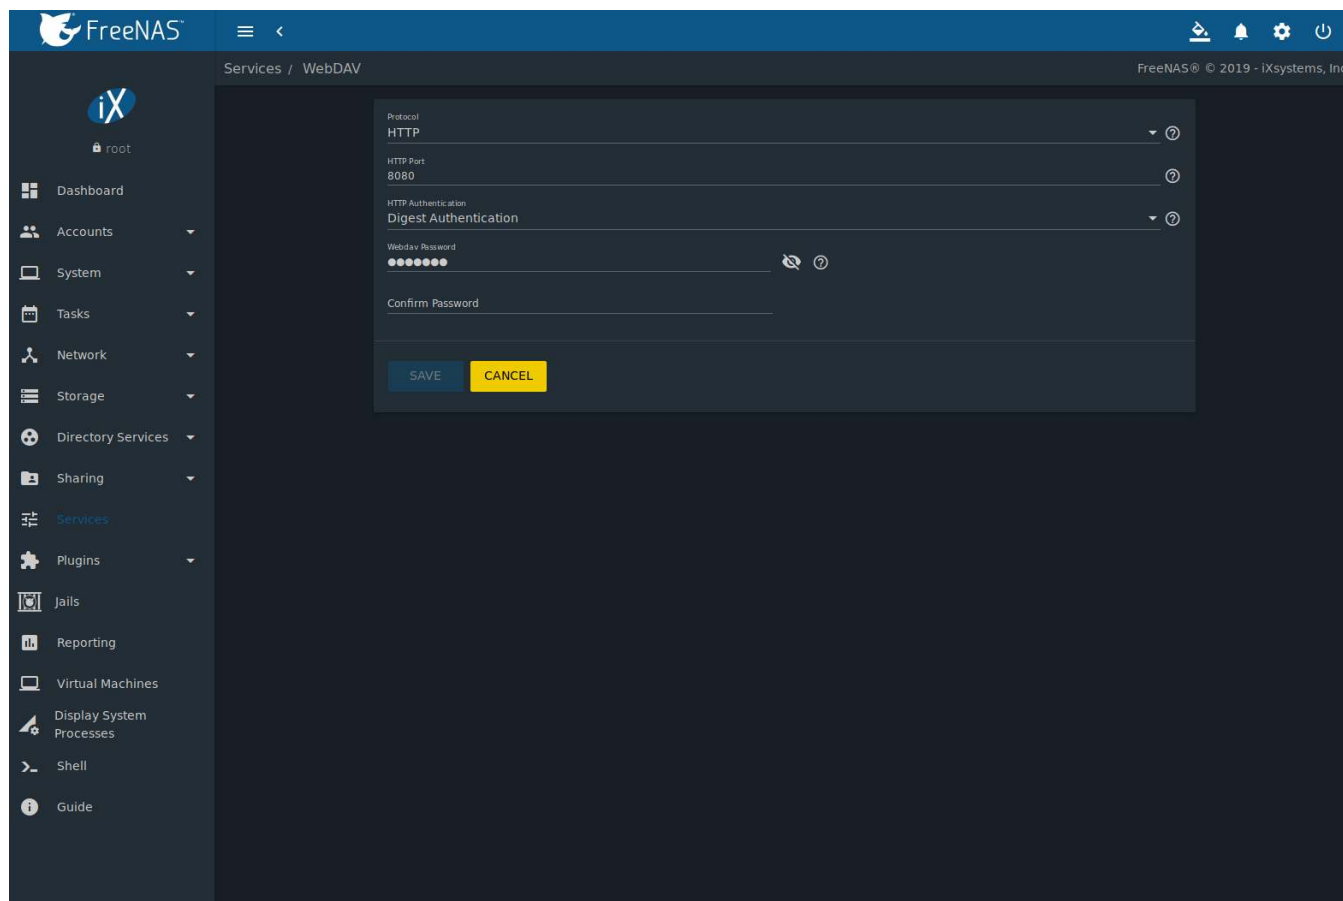 FreeNAS
Services / WebDAV
FreeNAS® © 2019 - iXsystems, Inc
iX
root
Dashboard
Accounts
System
Tasks
Network
Storage
Directory Services
Sharing
Services
Plugins
Jails
Reporting
Virtual Machines
Display System
Processes
Shell
Guide
Protocol
HTTP
HTTP Port
8080
HTTP Authentication
Digest Authentication
Webdav Password
●●●●●●●
Confirm Password
SAVE CANCEL